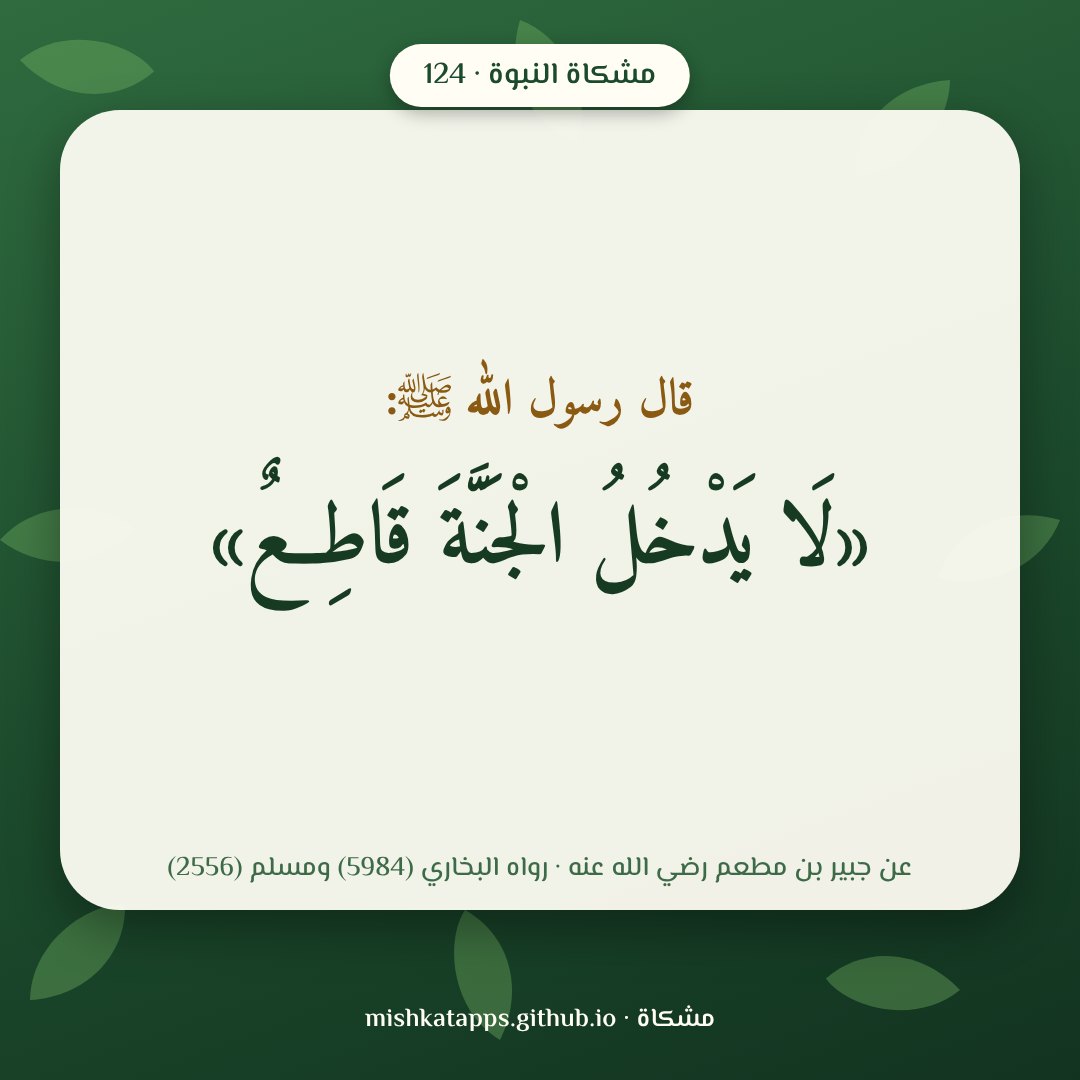 مشكاة النبوة · 124
قال رسول الله ﷺ:
«لَا يَدْخُلُ الْجَنَّةَ قَاطِـعٌ»
عن جبير بن مطعم رضي الله عنه · رواه البخاري (5984) ومسلم (2556)
مشكاة · mishkatapps.github.io